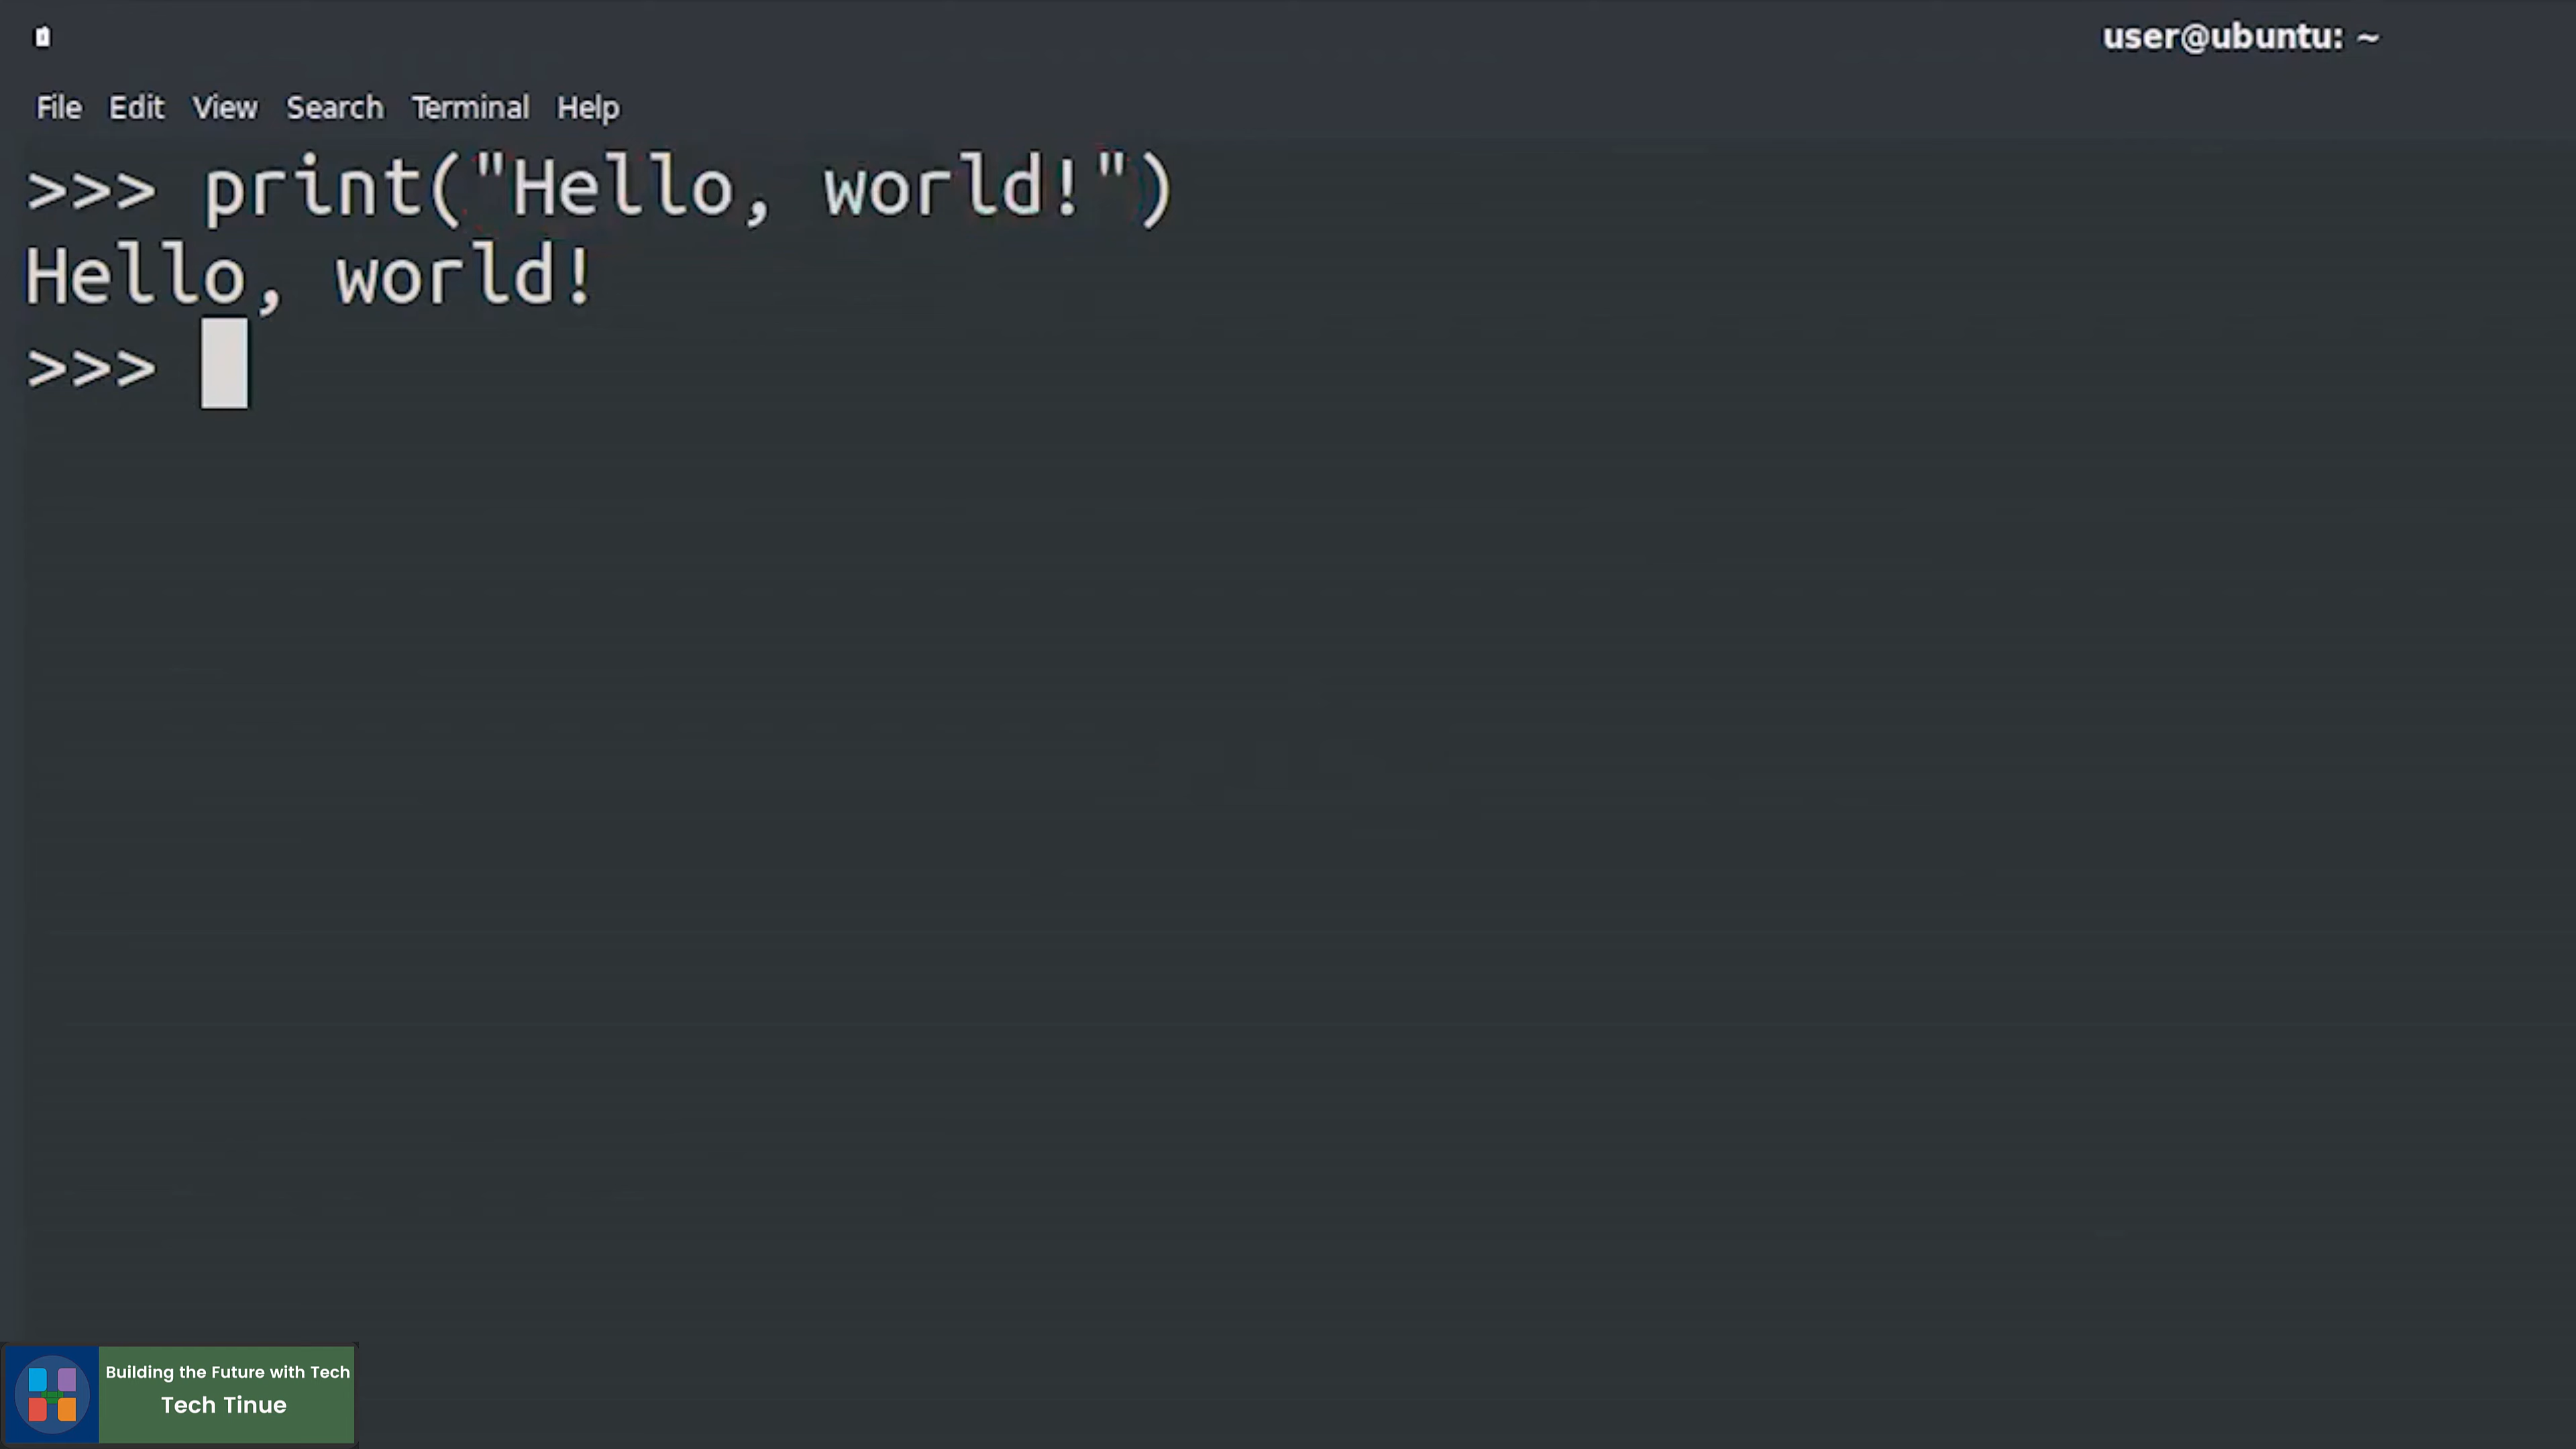 user@ubuntu: ~
File Edit View Search Terminal Help
>>> print("Hello, world!")
Hello, world!
>>>
Building the Future with Tech
Tech Tinue